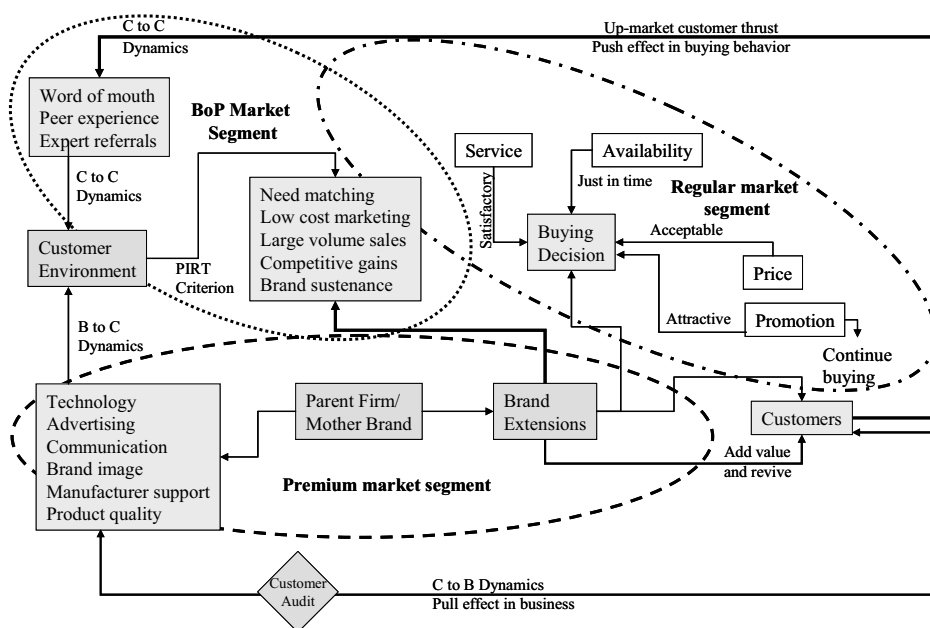 C to C
Dynamics
Up-market customer thrust
Push effect in buying behavior
Word of mouth
Peer experience
Expert referrals
BoP Market
Segment
Service
Availability
C to C
Dynamics
Just in time
Regular market
segment
Satisfactory
Need matching
Low cost marketing
Large volume sales
Competitive gains
Brand sustenance
Buying
Decision
Acceptable
Customer
Environment
PIRT
Criterion
Price
B to C
Dynamics
Attractive
Promotion
Continue
buying
Technology
Advertising
Communication
Brand image
Manufacturer support
Product quality
Parent Firm/
Mother Brand
Brand
Extensions
Customers
Add value
and revive
Premium market segment
Customer
Audit
C to B Dynamics
Pull effect in business